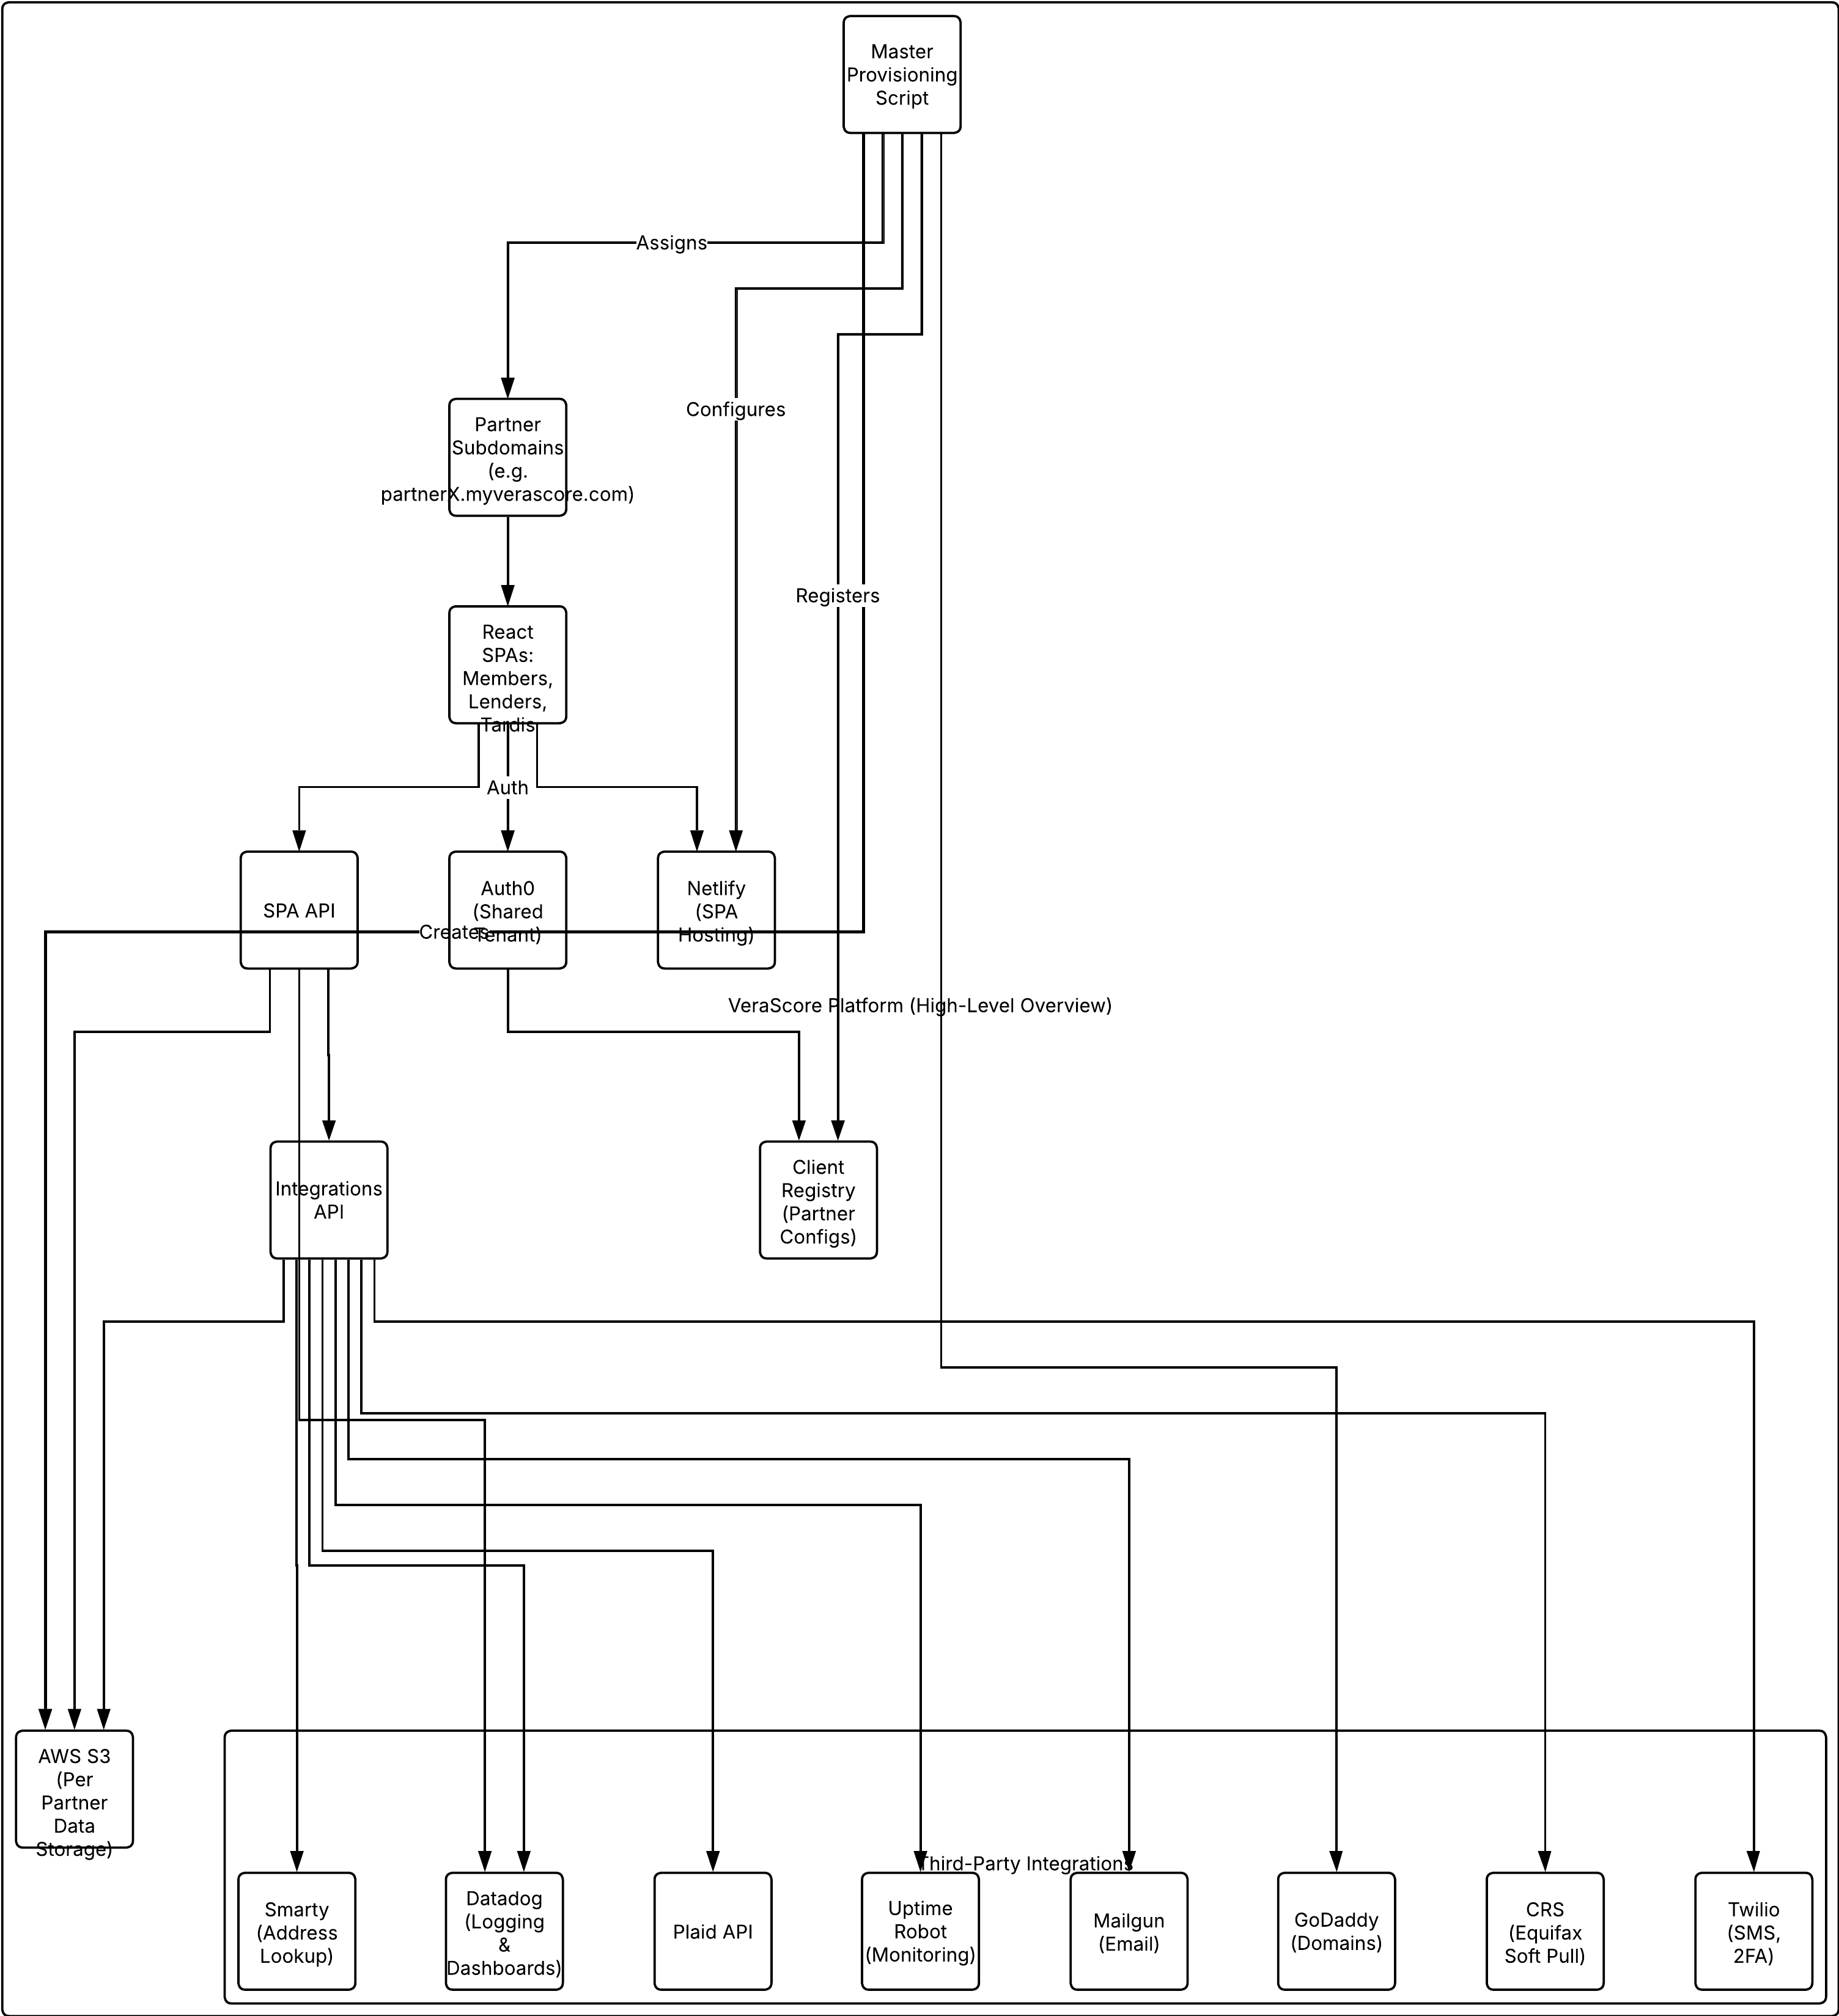 Master
Provisioning
Script
Assigns
Configures
Partner
Subdomains
(e.g.
partnerX.myverascore.com)
Registers
React
SPAs:
Members,
Lenders,
Tardis
Auth
SPA API
Auth0
(Shared
Tenant)
Netlify
(SPA
Hosting)
Creates
VeraScore Platform (High-Level Overview)
Integrations
API
Client
Registry
(Partner
Configs)
AWS S3
(Per
Partner
Data
Storage)
Third-Party Integrations
Smarty
(Address
Lookup)
Datadog
(Logging
&
Dashboards)
Plaid API
Uptime
Robot
(Monitoring)
Mailgun
(Email)
GoDaddy
(Domains)
CRS
(Equifax
Soft Pull)
Twilio
(SMS,
2FA)